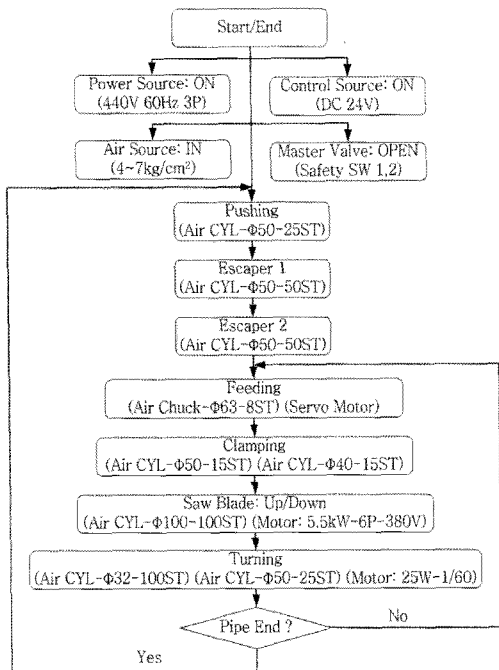 Start/End
Power Source: ON
(440V 60Hz 3P)
Control Source: ON
(DC 24V)
Air Source: IN
(4~7kg/cm²)
Master Valve: OPEN
(Safety SW 1,2)
Pushing
(Air CYL-Φ50-25ST)
Escaper 1
(Air CYL-Φ50-50ST)
Escaper 2
(Air CYL-Φ50-50ST)
Feeding
(Air Chuck-Φ63-8ST) (Servo Motor)
Clamping
(Air CYL-Φ50-15ST) (Air CYL-Φ40-15ST)
Saw Blade: Up/Down
(Air CYL-Φ100-100ST) (Motor: 5.5kW-6P-380V)
Turning
(Air CYL-Φ32-100ST) (Air CYL-Φ50-25ST) (Motor: 25W-1/60)
Pipe End ?
No
Yes